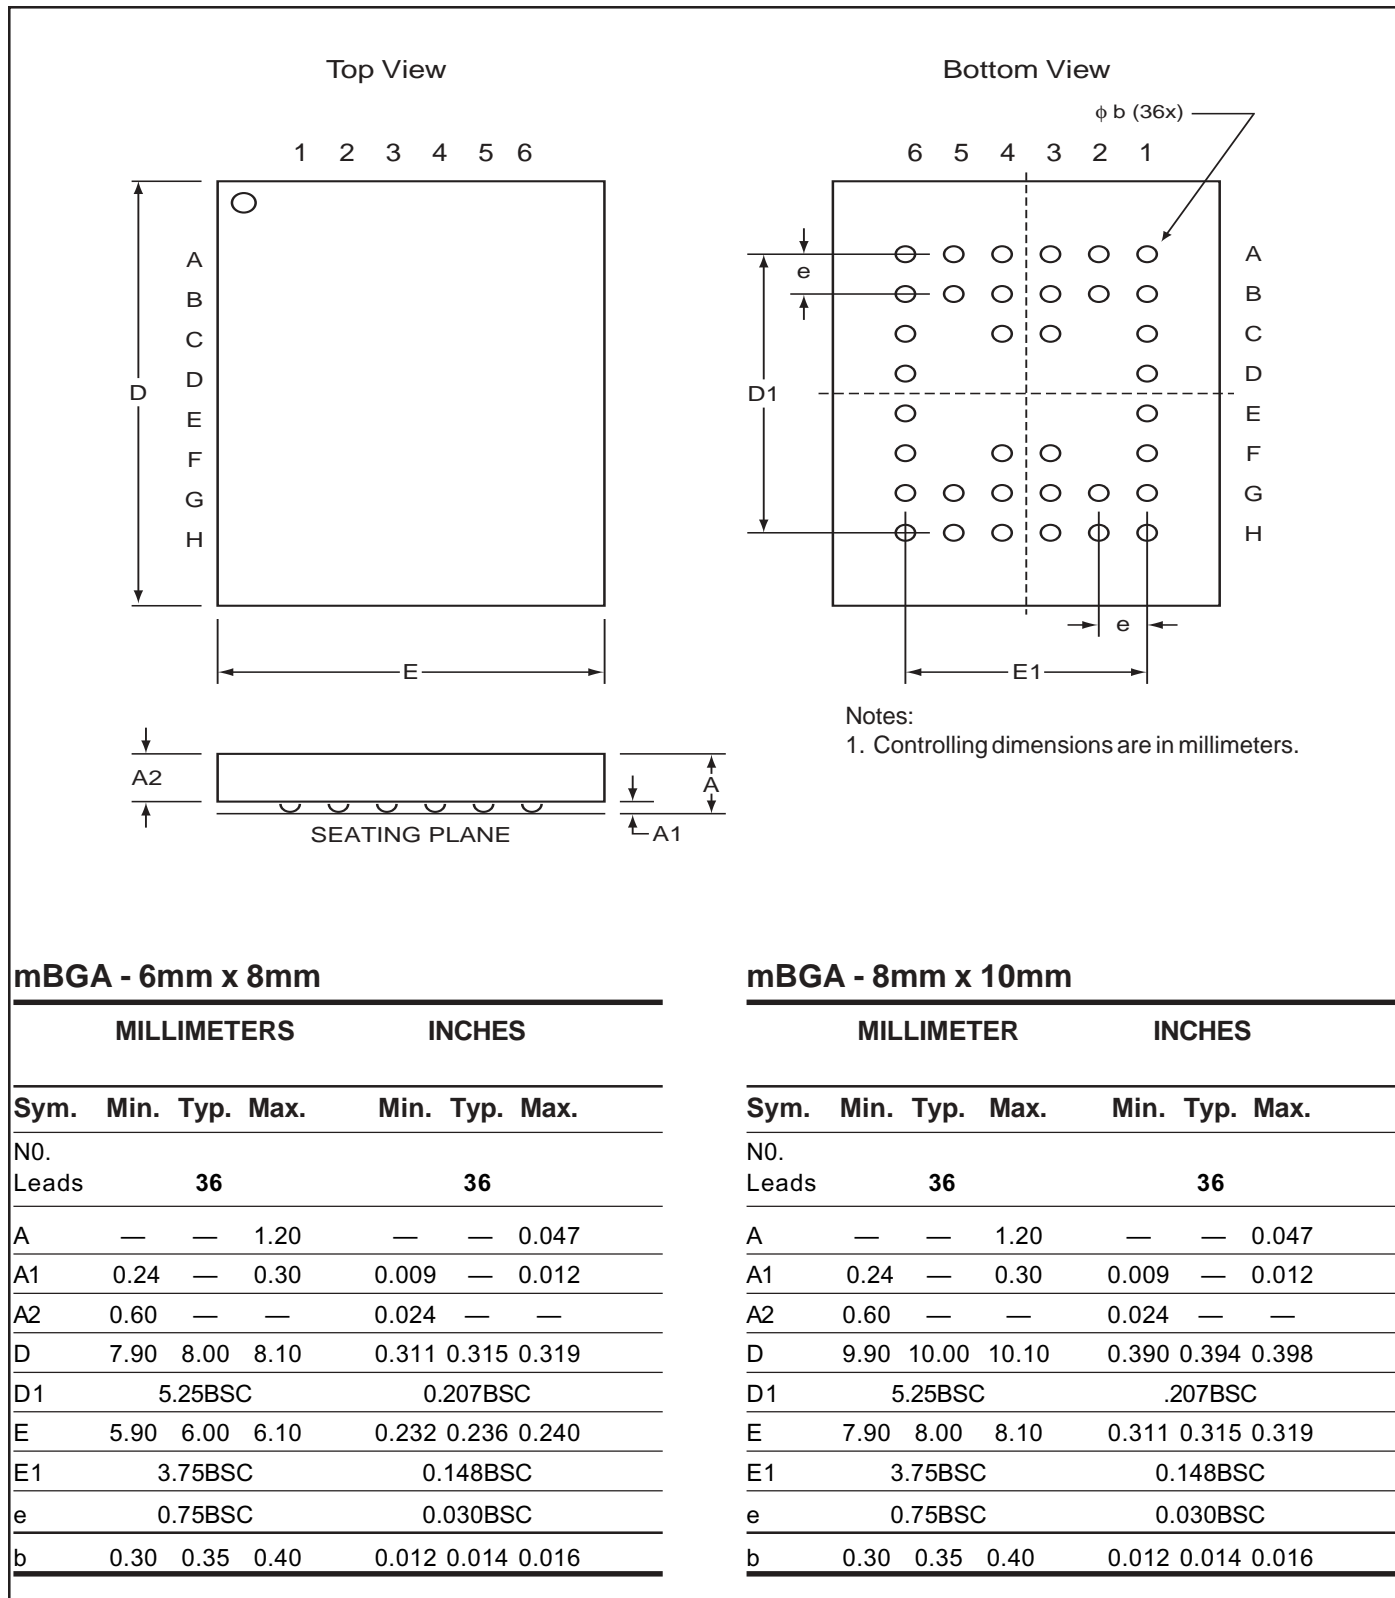 Top View
Bottom View
ϕ b (36x)
1 2 3 4 5 6
6 5 4 3 2 1
A
B
C
D
E
F
G
H
D
E
e
D1
A
B
C
D
E
F
G
H
e
E1
Notes:
1. Controlling dimensions are in millimeters.
A2
A
SEATING PLANE
A1
mBGA - 6mm x 8mm
MILLIMETERS INCHES
Sym. Min. Typ. Max. Min. Typ. Max.
N0.
Leads 36 36
A — — 1.20 — — 0.047
A1 0.24 — 0.30 0.009 — 0.012
A2 0.60 — — 0.024 — —
D 7.90 8.00 8.10 0.311 0.315 0.319
D1 5.25BSC 0.207BSC
E 5.90 6.00 6.10 0.232 0.236 0.240
E1 3.75BSC 0.148BSC
e 0.75BSC 0.030BSC
b 0.30 0.35 0.40 0.012 0.014 0.016
mBGA - 8mm x 10mm
MILLIMETER INCHES
Sym. Min. Typ. Max. Min. Typ. Max.
N0.
Leads 36 36
A — — 1.20 — — 0.047
A1 0.24 — 0.30 0.009 — 0.012
A2 0.60 — — 0.024 — —
D 9.90 10.00 10.10 0.390 0.394 0.398
D1 5.25BSC .207BSC
E 7.90 8.00 8.10 0.311 0.315 0.319
E1 3.75BSC 0.148BSC
e 0.75BSC 0.030BSC
b 0.30 0.35 0.40 0.012 0.014 0.016